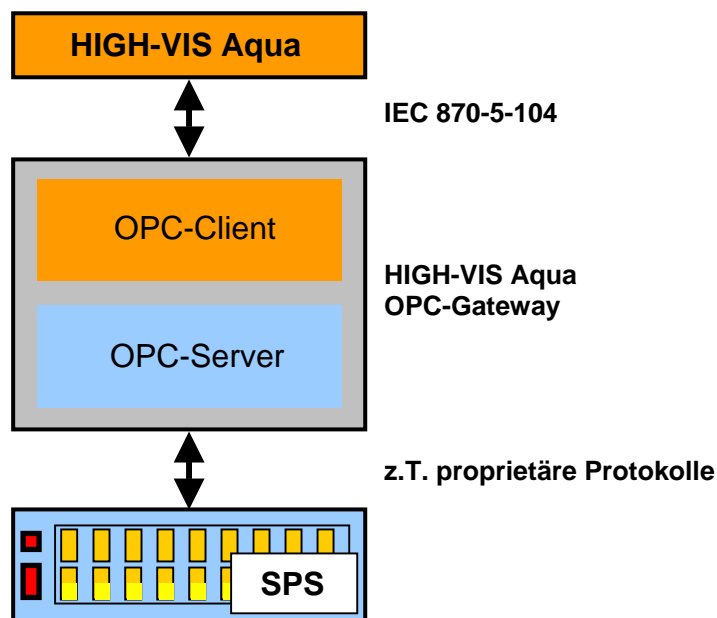 HIGH-VIS Aqua
IEC 870-5-104
OPC-Client
HIGH-VIS Aqua
OPC-Gateway
OPC-Server
z.T. proprietäre Protokolle
SPS